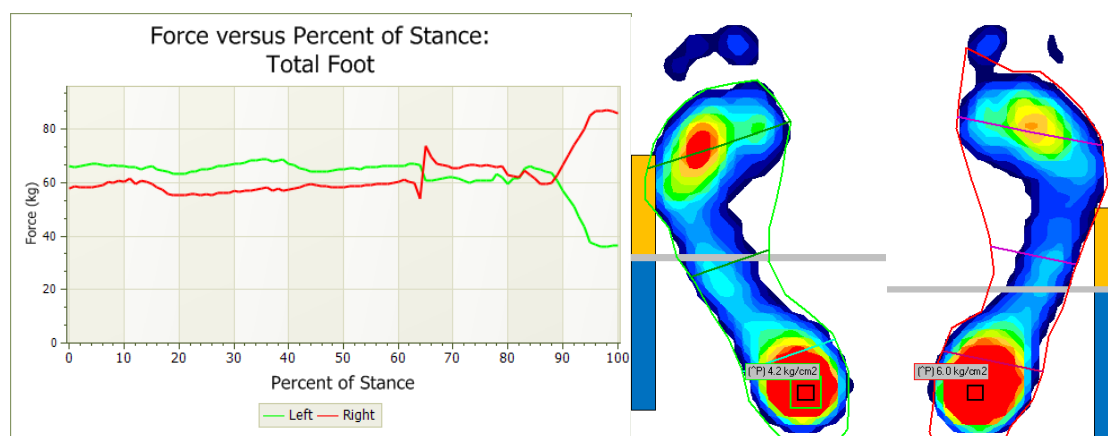 Force versus Percent of Stance:
Total Foot
Force (kg)
80
60
40
20
0
0 10 20 30 40 50 60 70 80 90 100
Percent of Stance
Left Right
(^P) 4.2 kg/cm2
(^P) 6.0 kg/cm2